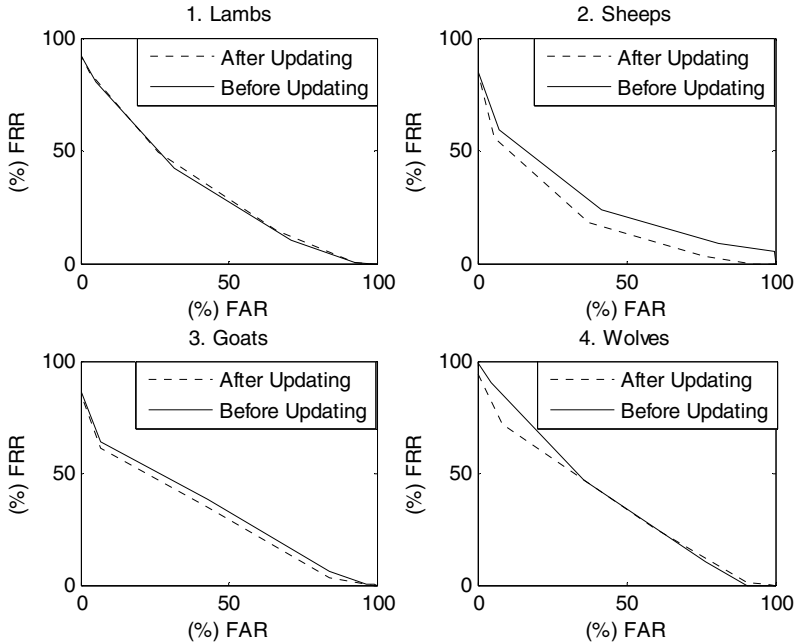 1. Lambs
100
After Updating
Before Updating
(%) FRR
50
0
0
50
100
(%) FAR
2. Sheeps
100
After Updating
Before Updating
(%) FRR
50
0
0
50
100
(%) FAR
3. Goats
100
After Updating
Before Updating
(%) FRR
50
0
0
50
100
(%) FAR
4. Wolves
100
After Updating
Before Updating
(%) FRR
50
0
0
50
100
(%) FAR